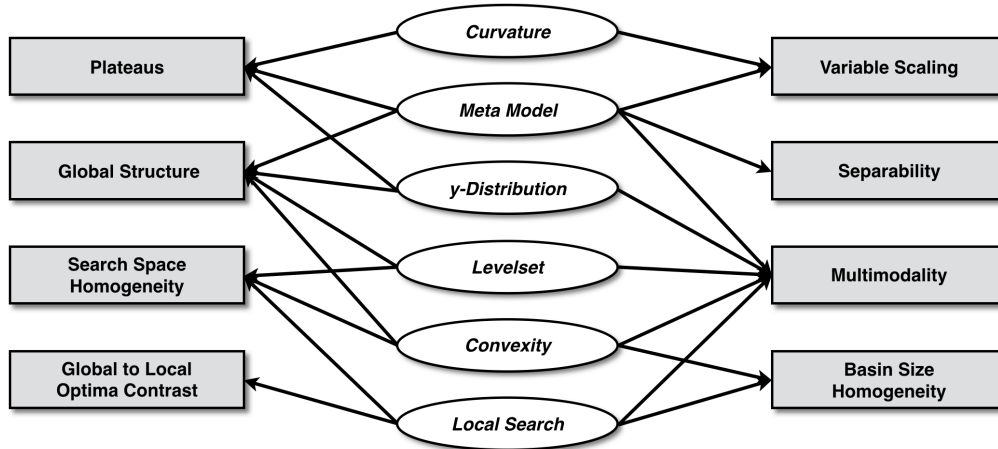 Plateaus
Global Structure
Search Space
Homogeneity
Global to Local
Optima Contrast
Curvature
Meta Model
y-Distribution
Levelset
Convexity
Local Search
Variable Scaling
Separability
Multimodality
Basin Size
Homogeneity